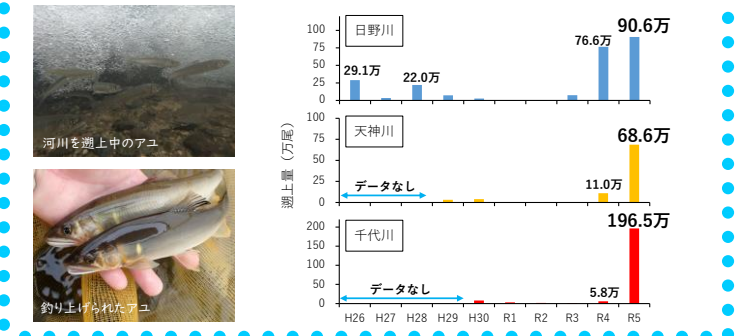 河川を遡上中のアユ
釣り上げられたアユ
遡上量（万尾）
日野川
100
75
50
25
0
29.1万
22.0万
76.6万
90.6万
天神川
100
75
50
25
0
データなし
11.0万
68.6万
千代川
200
150
100
50
0
データなし
5.8万
196.5万
H26 H27 H28 H29 H30 R1 R2 R3 R4 R5